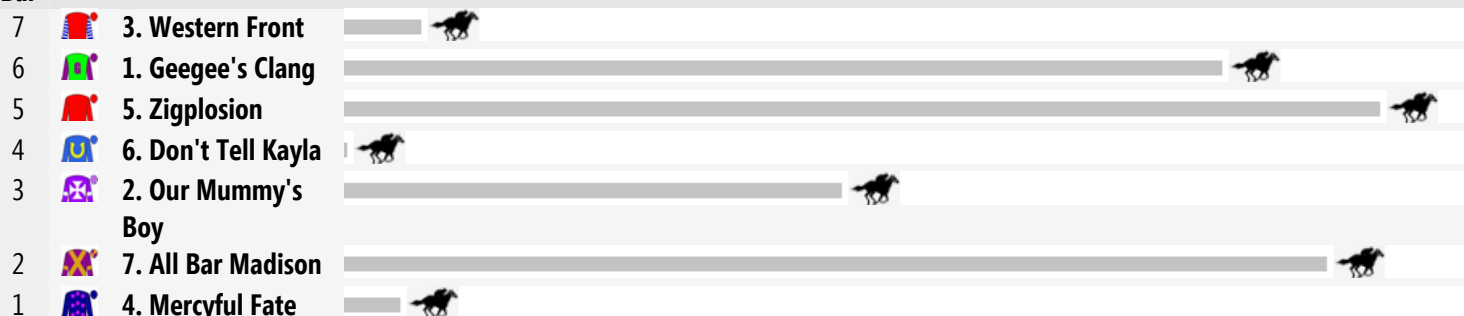 Bar
7 3. Western Front
6 G 1. Geegee's Clang
5 5. Zigplosion
4 6. Don't Tell Kayla
3 2. Our Mummy's
Boy
2 7. All Bar Madison
1 4. Mercyful Fate